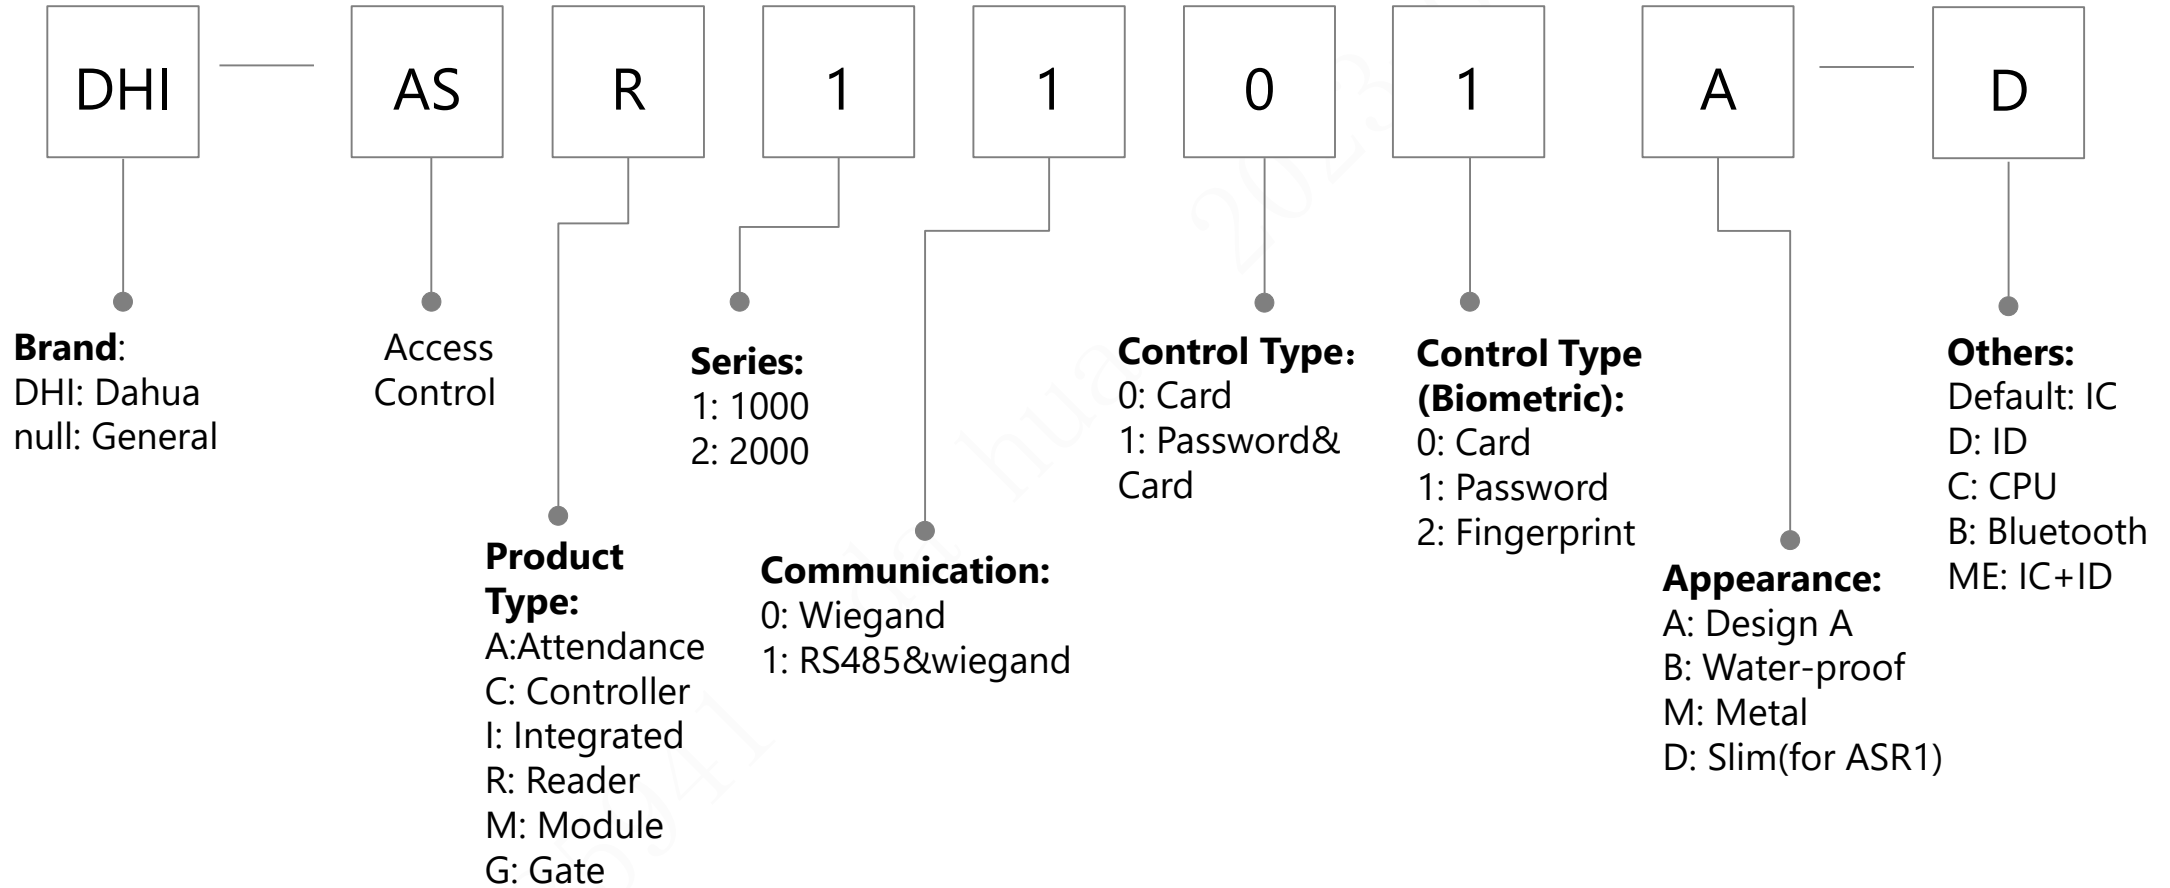 DHI — AS R 1 1 0 1 A — D
Brand:
DHI: Dahua
null: General
Access
Control
Product
Type:
A:Attendance
C: Controller
I: Integrated
R: Reader
M: Module
G: Gate
Series:
1: 1000
2: 2000
Communication:
0: Wiegand
1: RS485&wiegand
Control Type：
0: Card
1: Password&
Card
Control Type
(Biometric):
0: Card
1: Password
2: Fingerprint
Appearance:
A: Design A
B: Water-proof
M: Metal
D: Slim(for ASR1)
Others:
Default: IC
D: ID
C: CPU
B: Bluetooth
ME: IC+ID